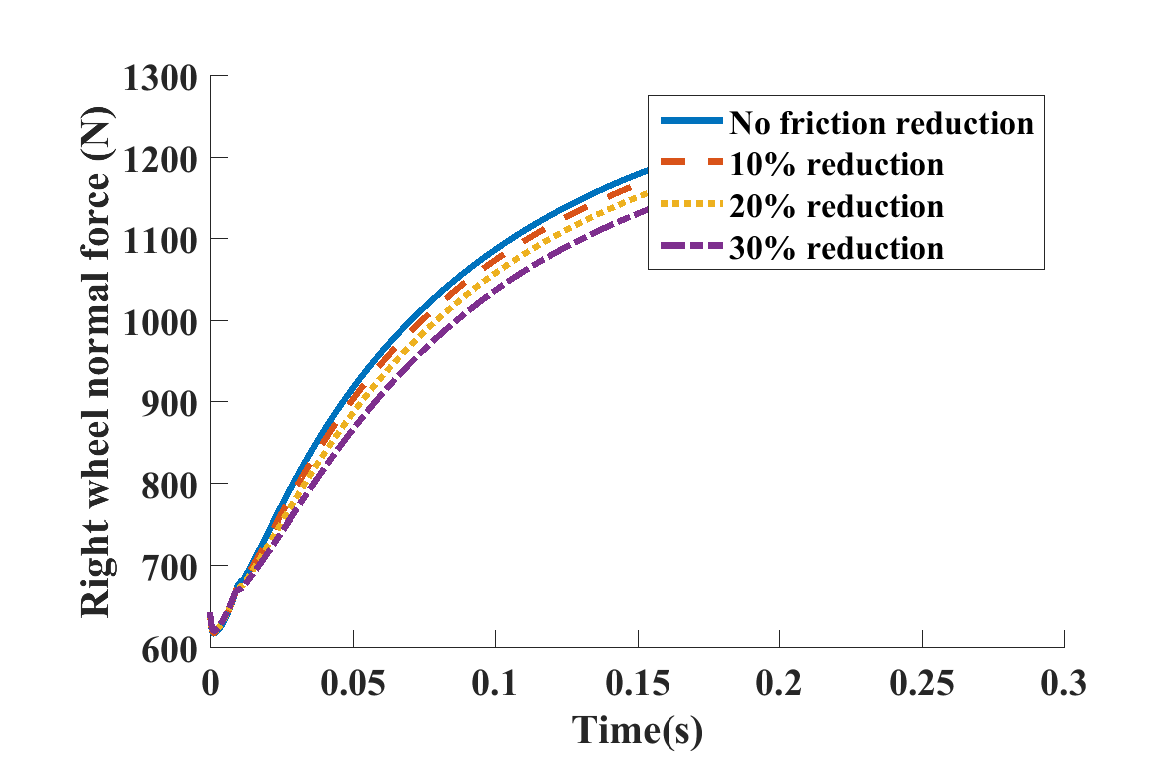 1300
1200
1100
1000
900
800
700
600
Right wheel normal force (N)
No friction reduction
10% reduction
20% reduction
30% reduction
0 0.05 0.1 0.15 0.2 0.25 0.3
Time(s)